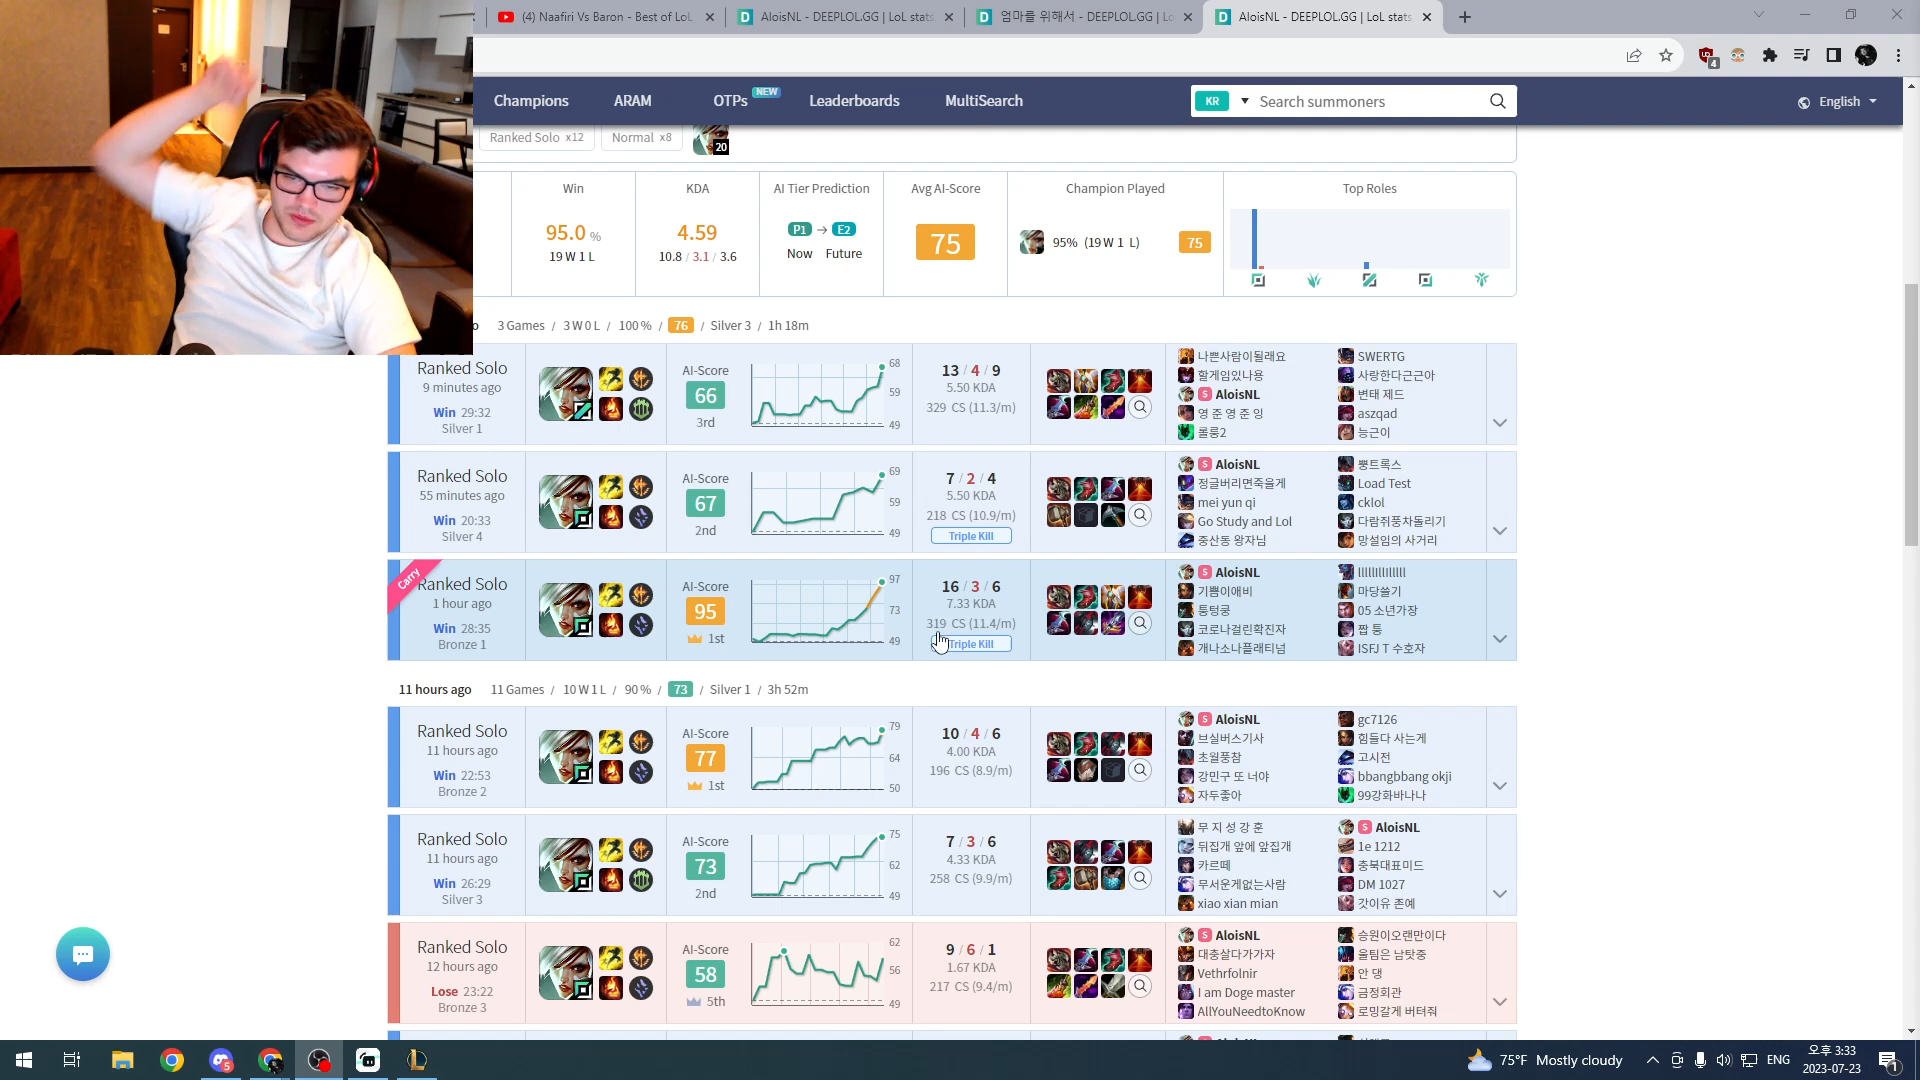 (4) Naafiri Vs Baron - Best of LoL
AloisNL - DEEPLOL.GG | LoL stats
엄마를 위해서 - DEEPLOL.GG | Lo
AloisNL - DEEPLOL.GG | LoL stats
4
Champions
ARAM
OTPs
NEW
Leaderboards
MultiSearch
KR
Search summoners
English
Ranked Solo x12
Normal x8
20
Win
KDA
AI Tier Prediction
Avg AI-Score
Champion Played
Top Roles
95.0 %
19 W 1 L
4.59
10.8 / 3.1 / 3.6
P1 → E2
Now Future
75
95% (19 W 1 L)
75
3 Games / 3 W 0 L / 100 % / 76 / Silver 3 / 1h 18m
Ranked Solo
9 minutes ago
Win 29:32
Silver 1
AI-Score
66
3rd
68
59
49
13 / 4 / 9
5.50 KDA
329 CS (11.3/m)
나쁜사람이될래요
할게임있나용
S AloisNL
영 준 영 준 잉
롤룽2
SWERTG
사랑한다근근아
변태 제드
aszqad
능근이
Ranked Solo
55 minutes ago
Win 20:33
Silver 4
AI-Score
67
2nd
69
59
49
7 / 2 / 4
5.50 KDA
218 CS (10.9/m)
Triple Kill
S AloisNL
정글버리면죽을게
mei yun qi
Go Study and Lol
중산동 왕자님
뿡트록스
Load Test
cklol
다람쥐풍차돌리기
망설임의 사거리
Carry
Ranked Solo
1 hour ago
Win 28:35
Bronze 1
AI-Score
95
1st
97
73
49
16 / 3 / 6
7.33 KDA
319 CS (11.4/m)
Triple Kill
S AloisNL
기쁨이애비
퉁텅쿵
코로나걸린확진자
개나소나플래티넘
마당쓸기
05 소년가장
짭 통
ISFJ T 수호자
11 hours ago
11 Games / 10 W 1 L / 90 % / 73 / Silver 1 / 3h 52m
Ranked Solo
11 hours ago
Win 22:53
Bronze 2
AI-Score
77
1st
79
64
50
10 / 4 / 6
4.00 KDA
196 CS (8.9/m)
S AloisNL
브실버스기사
초월풍참
강민구 또 너야
자두좋아
gc7126
힘들다 사는게
고시전
bbangbbang okji
99강화바나나
Ranked Solo
11 hours ago
Win 26:29
Silver 3
AI-Score
73
2nd
75
62
49
7 / 3 / 6
4.33 KDA
258 CS (9.9/m)
무 지 성 강 훈
뒤집개 앞에 앞집개
카르떼
무서운게없는사람
xiao xian mian
S AloisNL
1e 1212
충북대표미드
DM 1027
갓이유 존예
Ranked Solo
12 hours ago
Lose 23:22
Bronze 3
AI-Score
58
5th
62
56
49
9 / 6 / 1
1.67 KDA
217 CS (9.4/m)
S AloisNL
대충살다가가자
Vethrfolnir
I am Doge master
AllYouNeedtoKnow
승원이오랜만이다
울팀은 남탓중
안 댕
금정회관
로밍갈게 버텨줘
5
75°F Mostly cloudy
ENG
오후 3:33
2023-07-23
1